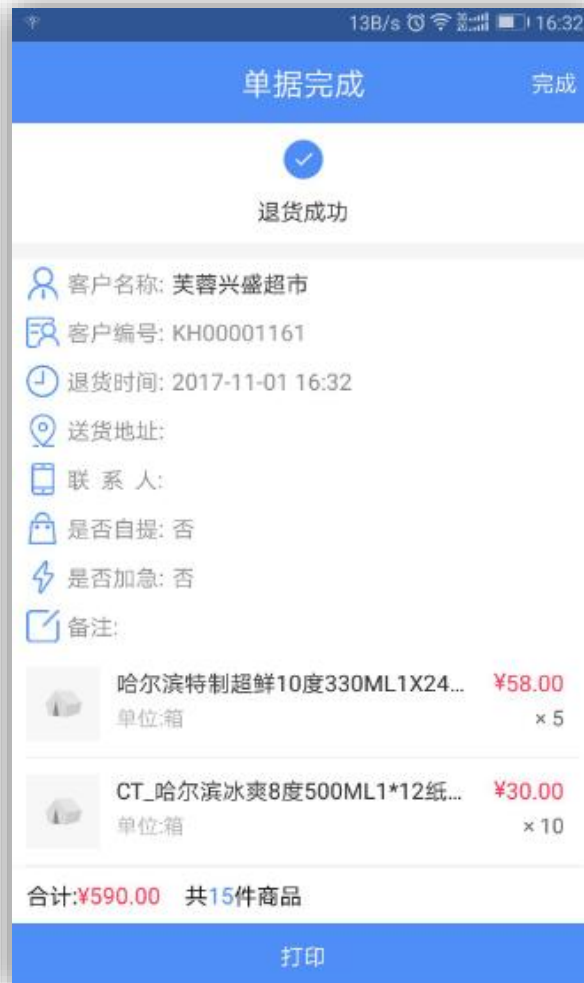 13B/s 16:32
单据完成 完成
退货成功
客户名称: 芙蓉兴盛超市
客户编号: KH00001161
退货时间: 2017-11-01 16:32
送货地址:
联 系 人:
是否自提: 否
是否加急: 否
备注:
哈尔滨特制超鲜10度330ML1X24... ¥58.00
单位:箱 × 5
CT_哈尔滨冰爽8度500ML1*12纸... ¥30.00
单位:箱 × 10
合计:¥590.00 共15件商品
打印